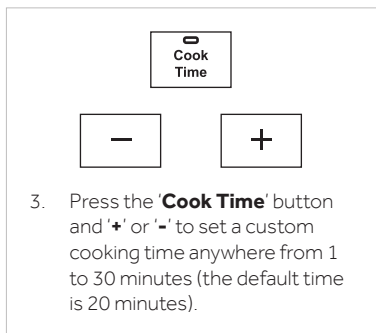 Cook
Time
- +
3. Press the ‘Cook Time’ button
and ‘+’ or ‘-’ to set a custom
cooking time anywhere from 1
to 30 minutes (the default time
is 20 minutes).